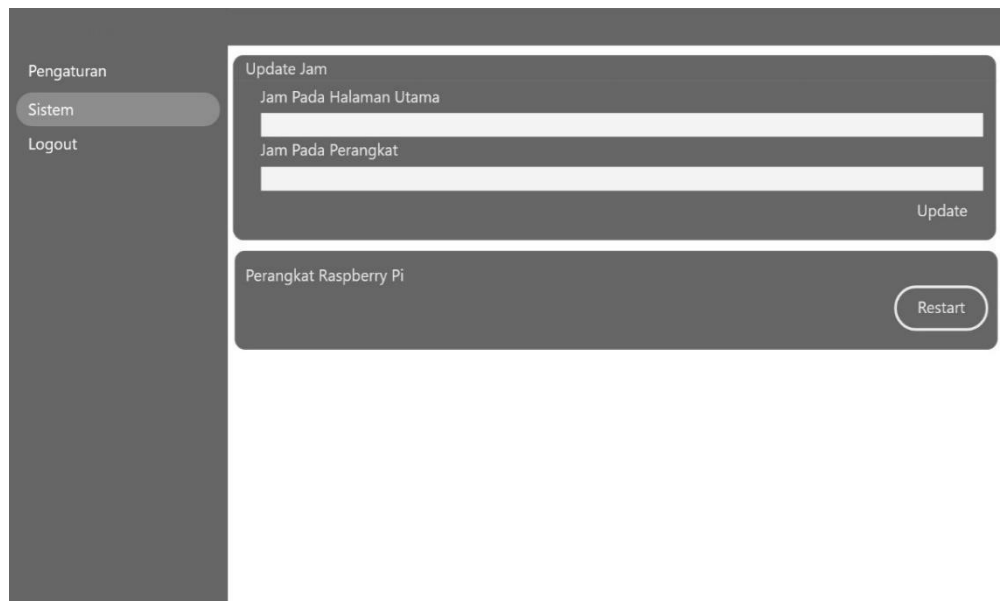 Pengaturan
Sistem
Logout
Update Jam
Jam Pada Halaman Utama
Jam Pada Perangkat
Update
Perangkat Raspberry Pi
Restart